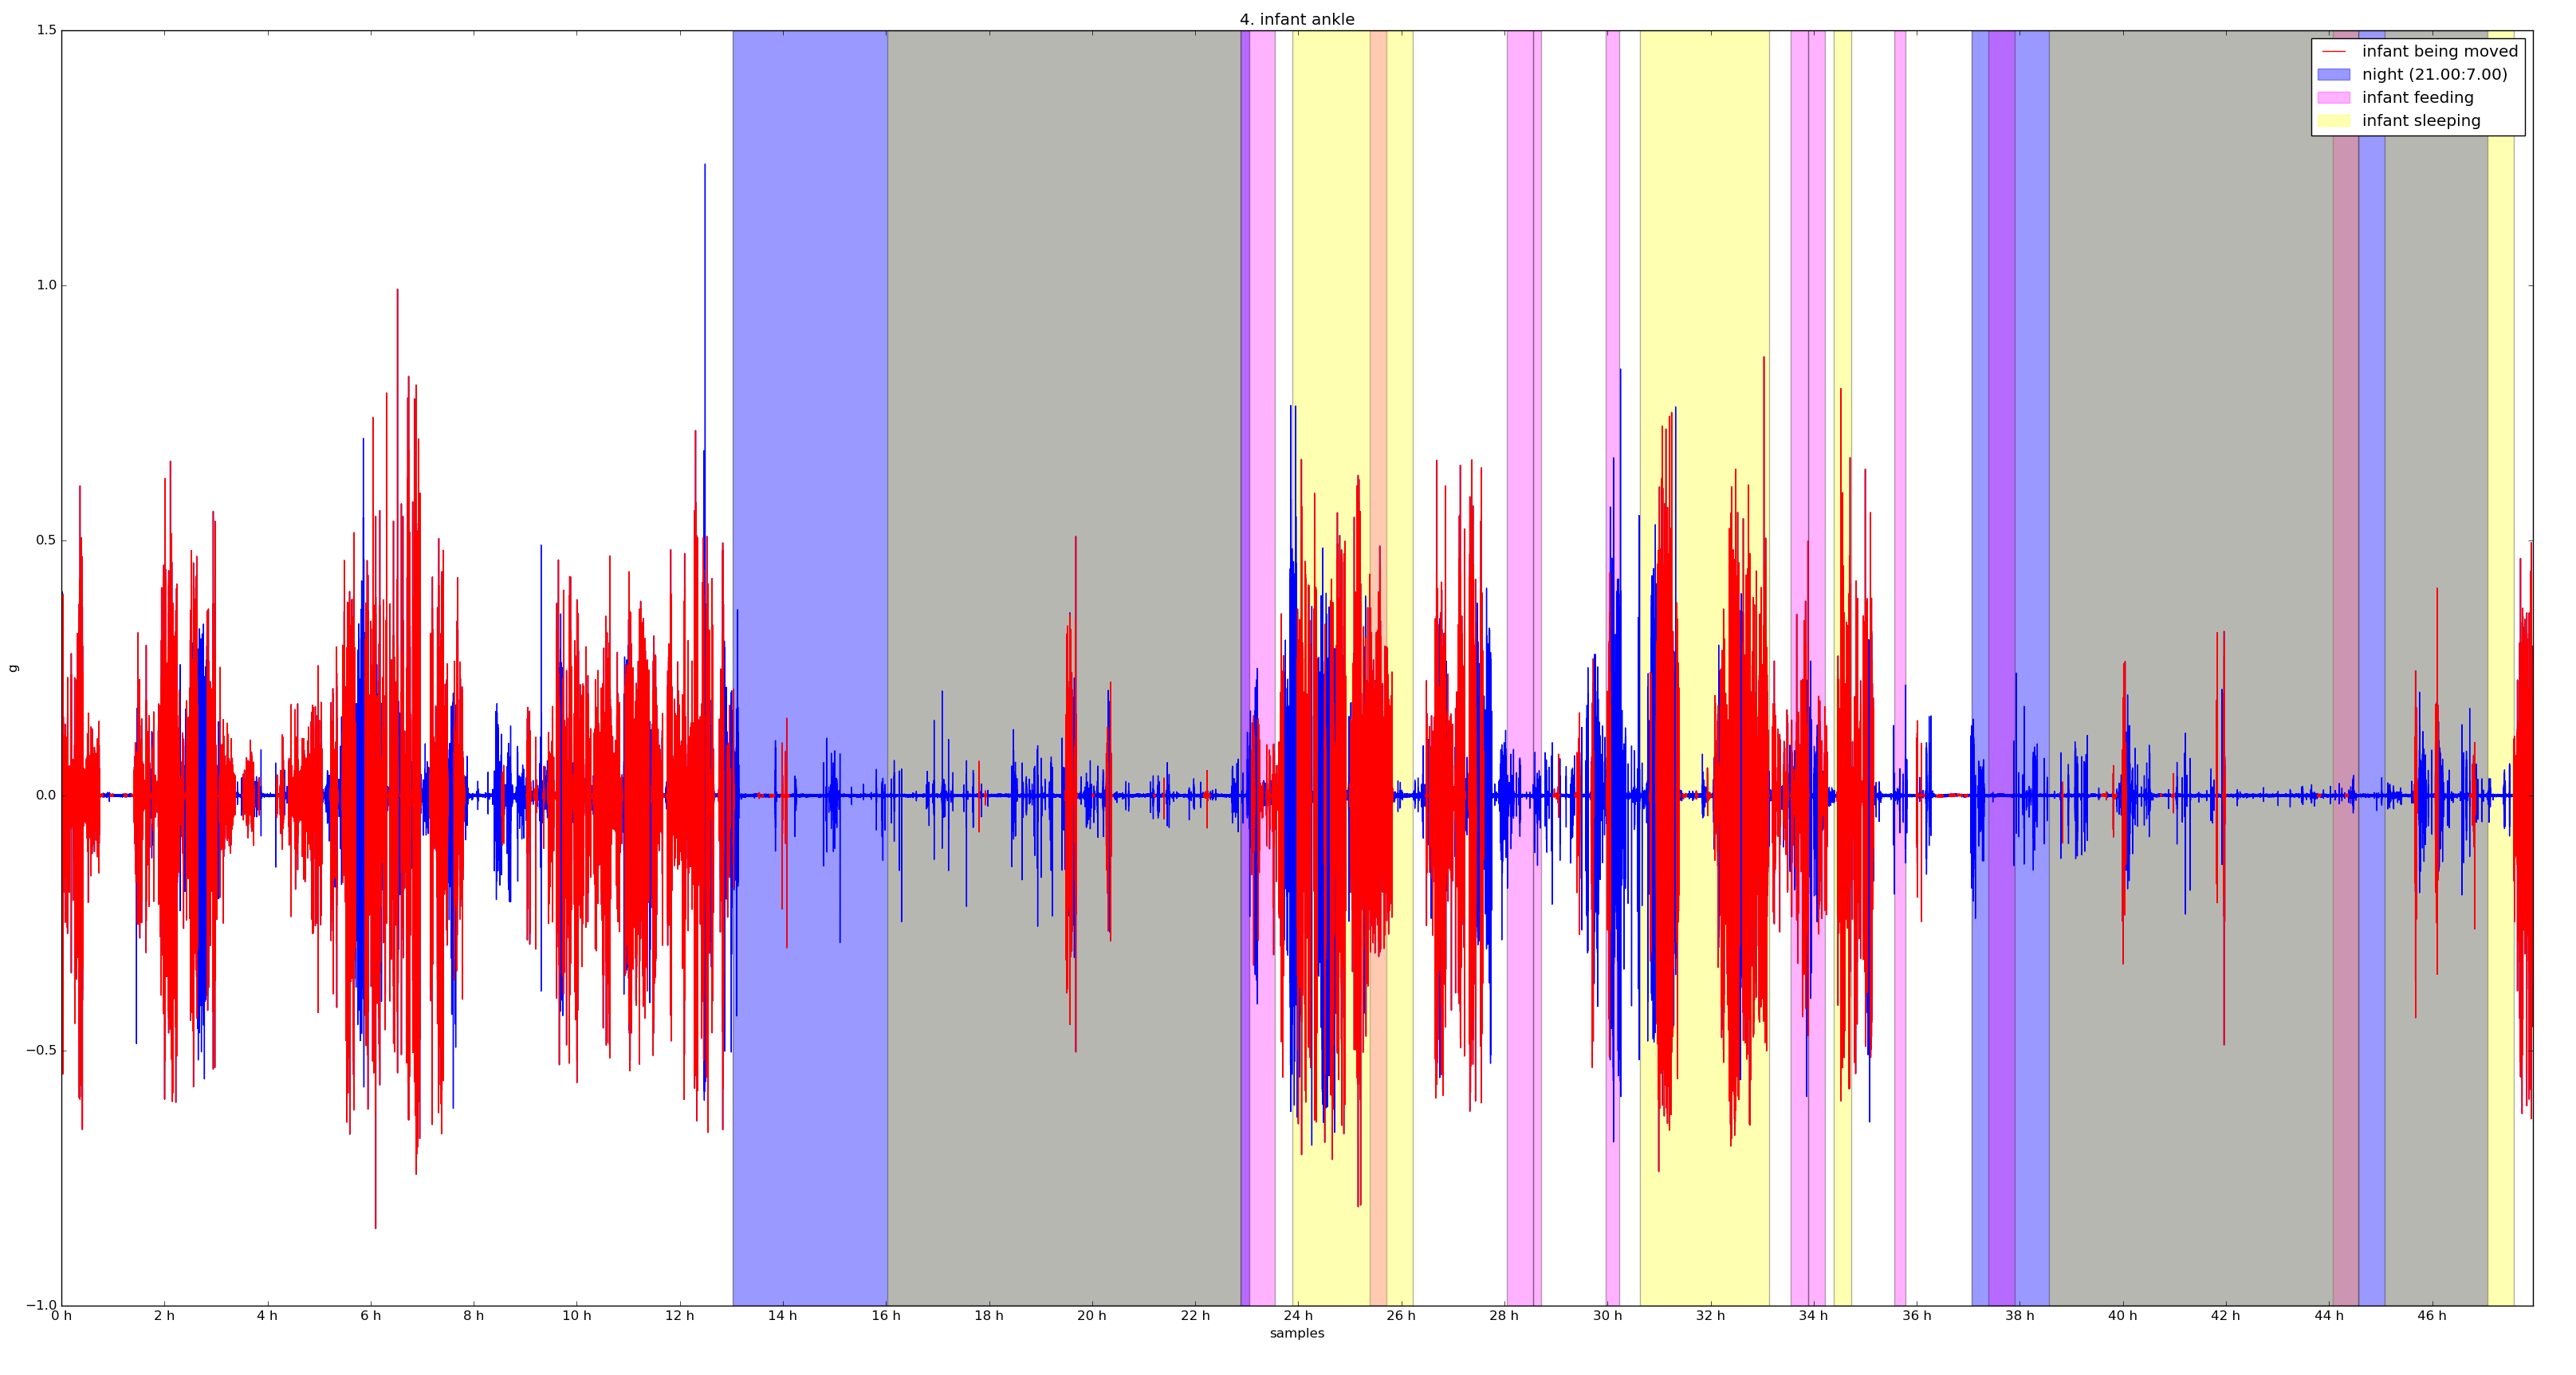 4. infant ankle
infant being moved
night (21.00:7.00)
infant feeding
infant sleeping
1.5
1.0
0.5
0.0
−0.5
−1.0
g
0 h 2 h 4 h 6 h 8 h 10 h 12 h 14 h 16 h 18 h 20 h 22 h 24 h 26 h 28 h 30 h 32 h 34 h 36 h 38 h 40 h 42 h 44 h 46 h
samples